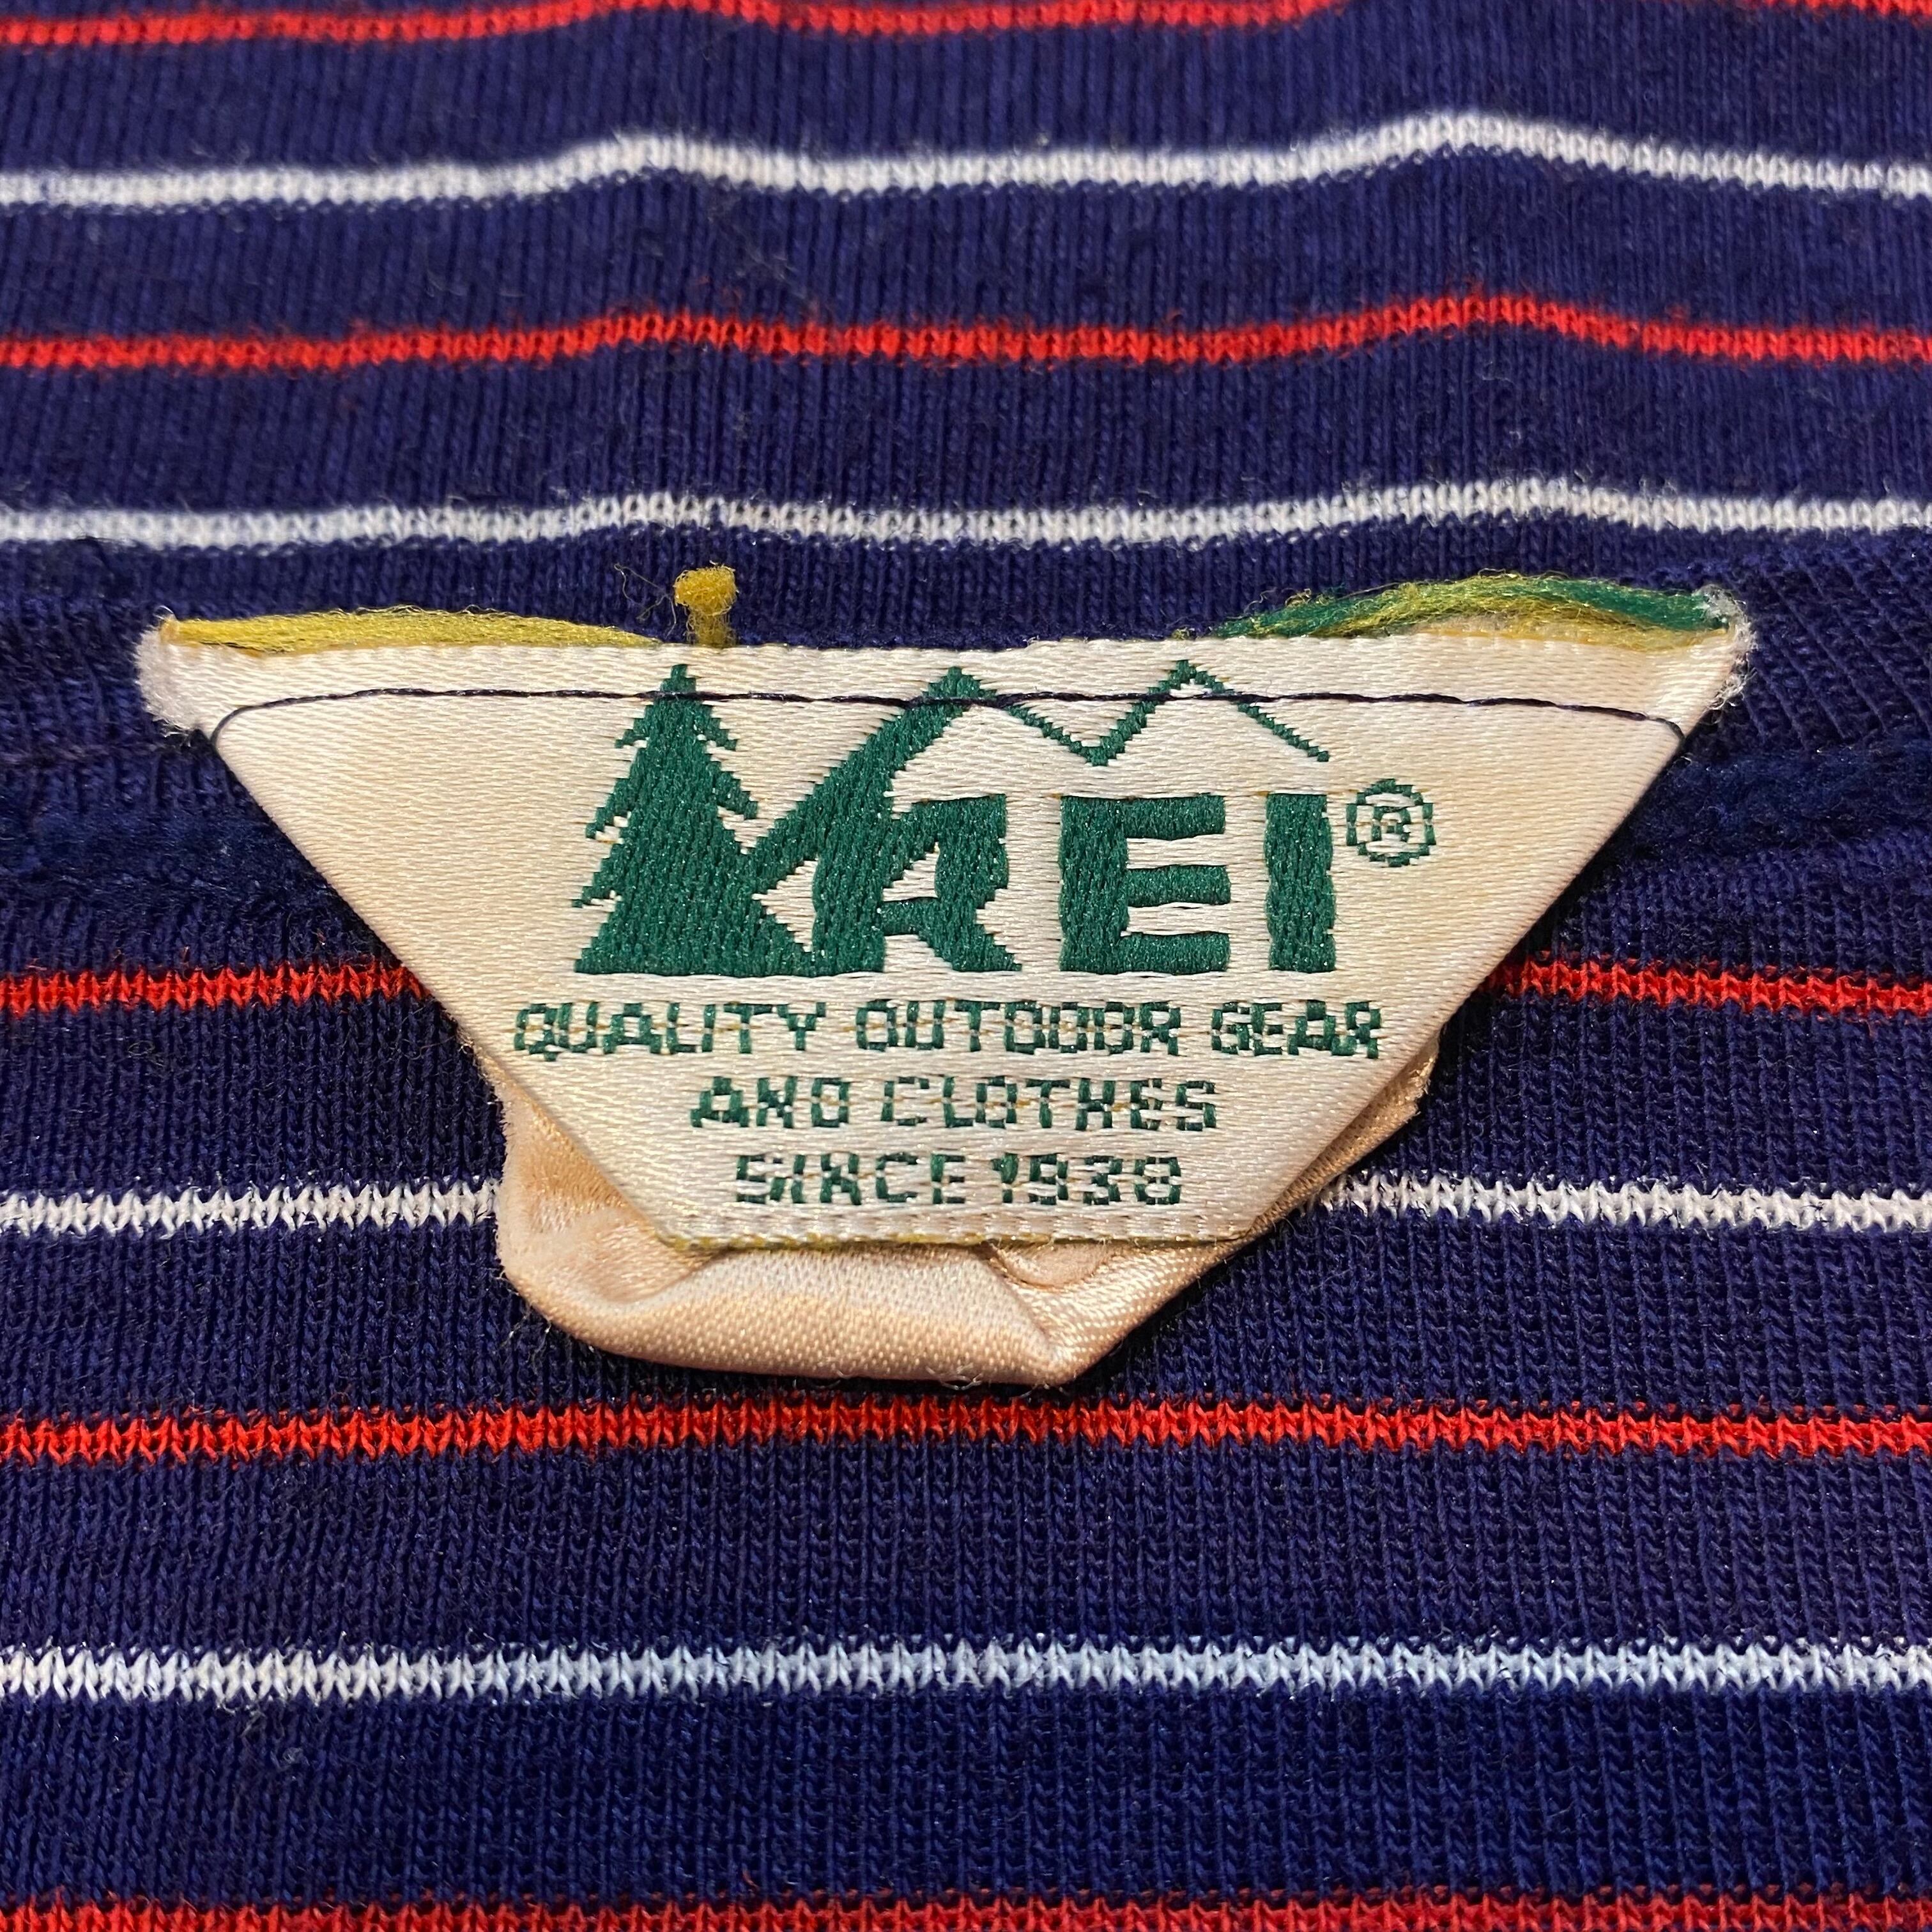 REI®
QUALITY OUTDOOR GEAR
AND CLOTHES
SINCE 1938